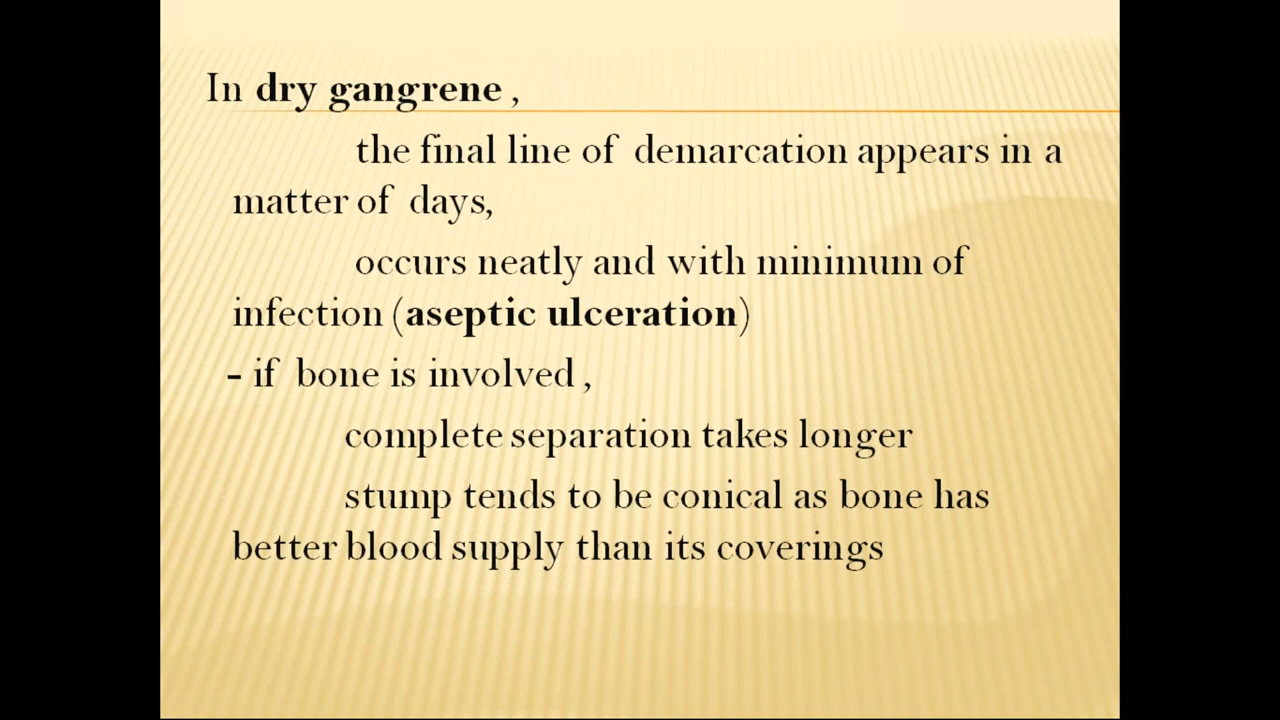 In dry gangrene ,
the final line of demarcation appears in a
matter of days,
occurs neatly and with minimum of
infection (aseptic ulceration)
- if bone is involved ,
complete separation takes longer
stump tends to be conical as bone has
better blood supply than its coverings